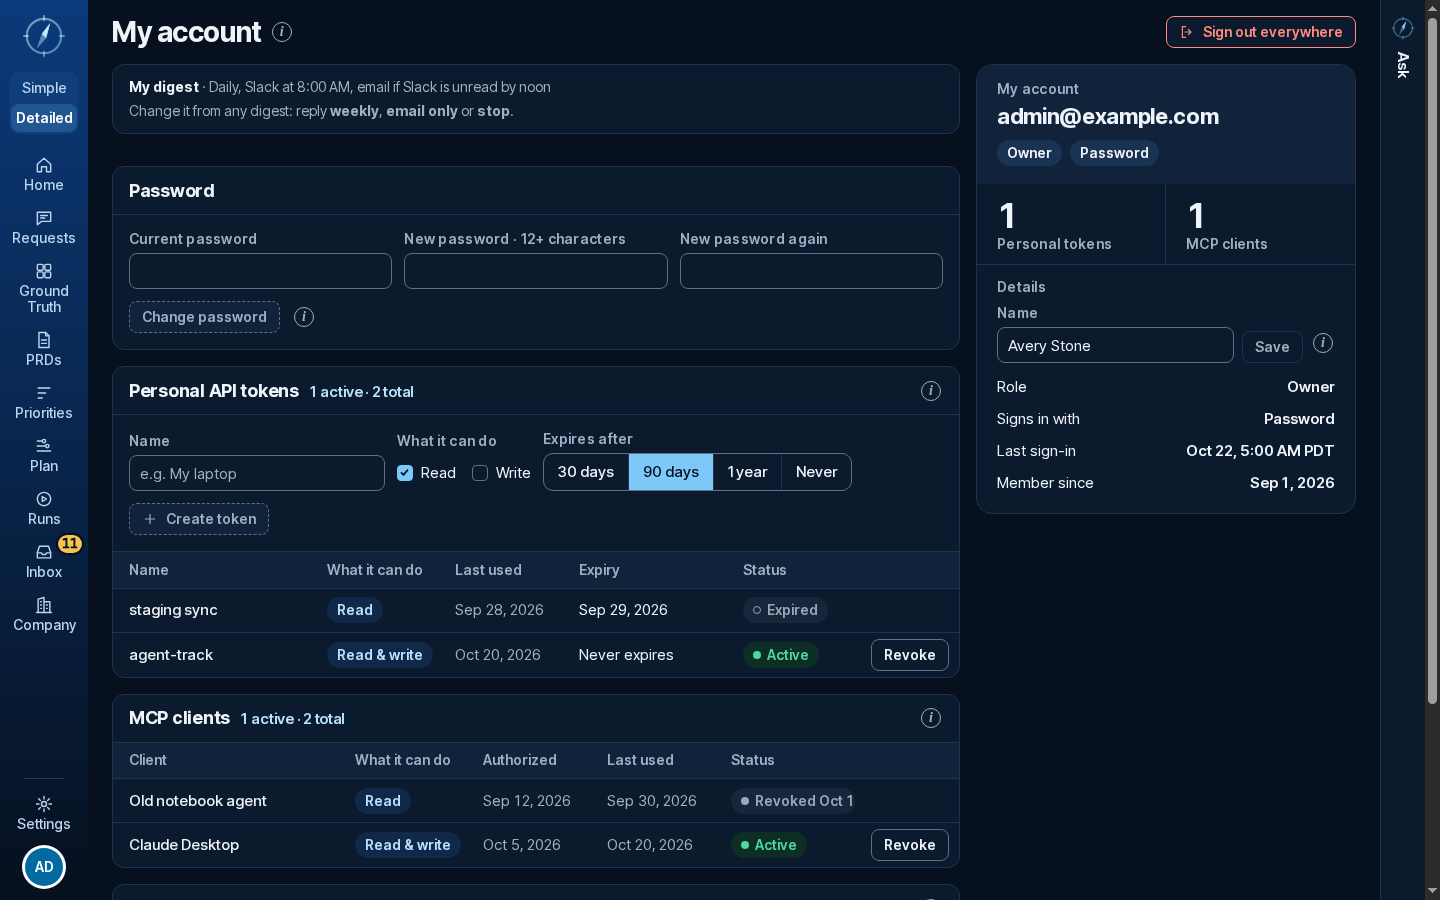 Simple
Detailed
Home
Requests
Ground
Truth
PRDs
Priorities
Plan
Runs
11
Inbox
Company
Settings
AD
My account
Sign out everywhere
My digest · Daily, Slack at 8:00 AM, email if Slack is unread by noon
Change it from any digest: reply weekly, email only or stop.
Password
Current password
New password · 12+ characters
New password again
Change password
Personal API tokens 1 active · 2 total
Name
What it can do
Expires after
e.g. My laptop
Read
Write
30 days
90 days
1 year
Never
Create token
Name What it can do Last used Expiry Status
staging sync Read Sep 28, 2026 Sep 29, 2026 Expired
agent-track Read & write Oct 20, 2026 Never expires Active Revoke
MCP clients 1 active · 2 total
Client What it can do Authorized Last used Status
Old notebook agent Read Sep 12, 2026 Sep 30, 2026 Revoked Oct 1
Claude Desktop Read & write Oct 5, 2026 Oct 20, 2026 Active Revoke
My account
admin@example.com
Owner Password
1
Personal tokens
1
MCP clients
Details
Name
Avery Stone
Save
Role Owner
Signs in with Password
Last sign-in Oct 22, 5:00 AM PDT
Member since Sep 1, 2026
Ask